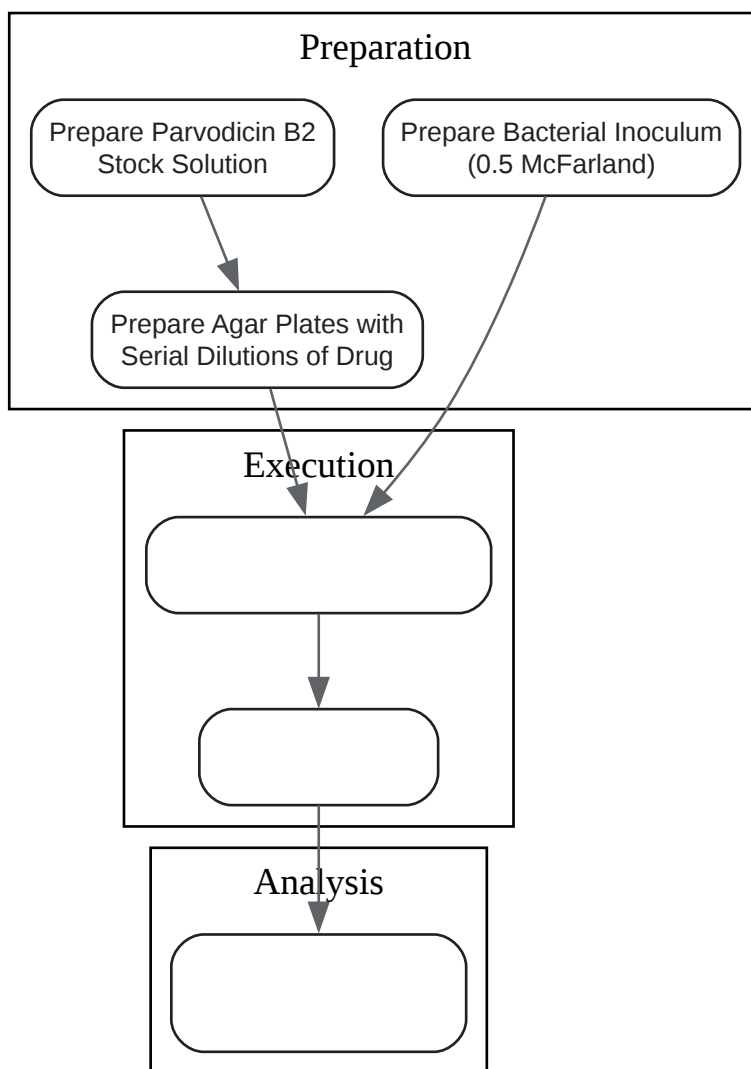 Preparation
Prepare Parvodicin B2
Stock Solution
Prepare Bacterial Inoculum
(0.5 McFarland)
Prepare Agar Plates with
Serial Dilutions of Drug
Execution
Analysis